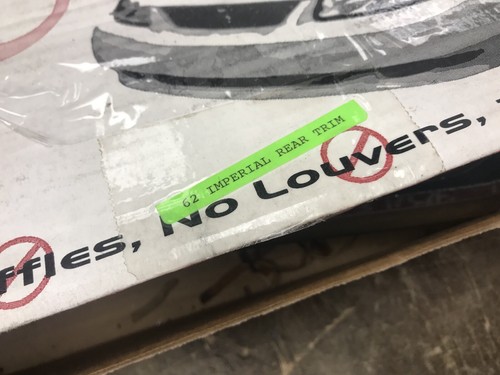 62 IMPERIAL REAR TRIM
ffles, No Louvers,